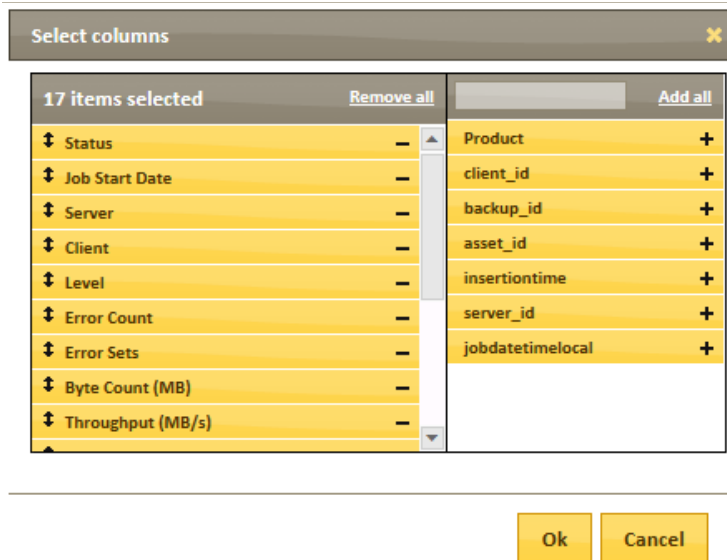 Select columns
17 items selected
Remove all
Add all
Status
Job Start Date
Server
Client
Level
Error Count
Error Sets
Byte Count (MB)
Throughput (MB/s)
Product
client_id
backup_id
asset_id
insertiontime
server_id
jobdatetimelocal
Ok
Cancel